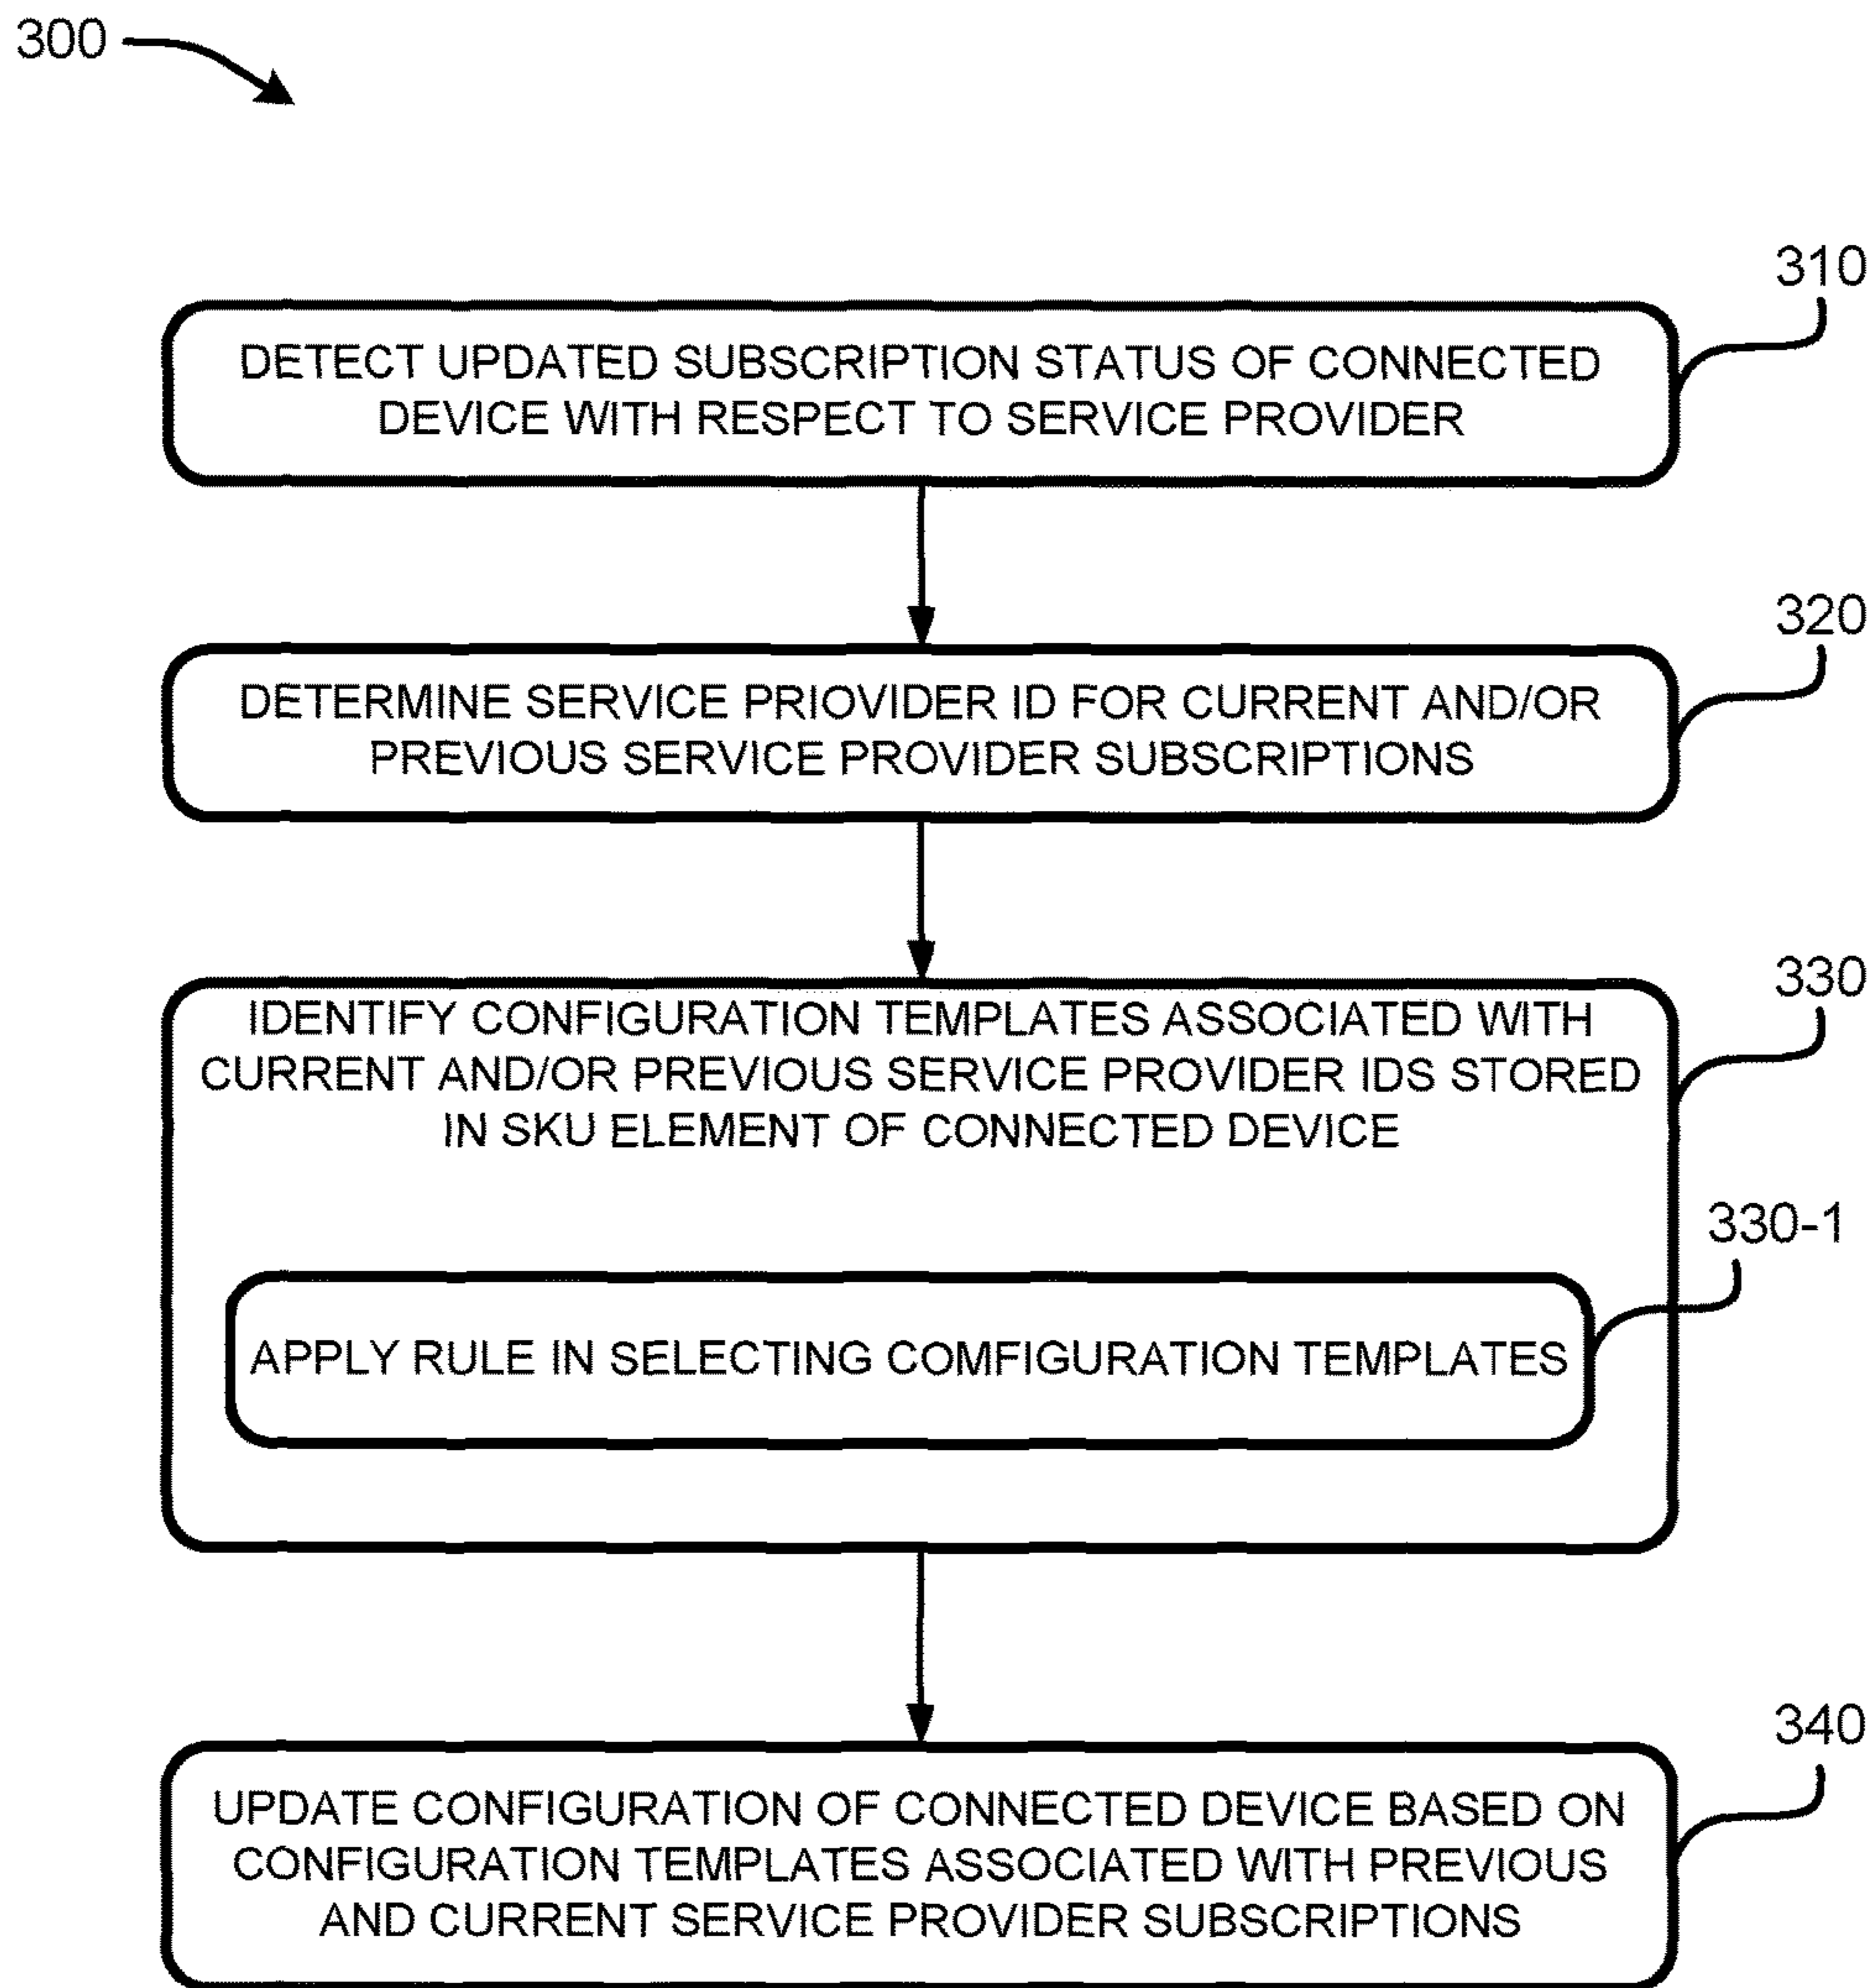 300
310
DETECT UPDATED SUBSCRIPTION STATUS OF CONNECTED
DEVICE WITH RESPECT TO SERVICE PROVIDER
320
DETERMINE SERVICE PRIOVIDER ID FOR CURRENT AND/OR
PREVIOUS SERVICE PROVIDER SUBSCRIPTIONS
330
IDENTIFY CONFIGURATION TEMPLATES ASSOCIATED WITH
CURRENT AND/OR PREVIOUS SERVICE PROVIDER IDS STORED
IN SKU ELEMENT OF CONNECTED DEVICE
330-1
APPLY RULE IN SELECTING COMFIGURATION TEMPLATES
340
UPDATE CONFIGURATION OF CONNECTED DEVICE BASED ON
CONFIGURATION TEMPLATES ASSOCIATED WITH PREVIOUS
AND CURRENT SERVICE PROVIDER SUBSCRIPTIONS